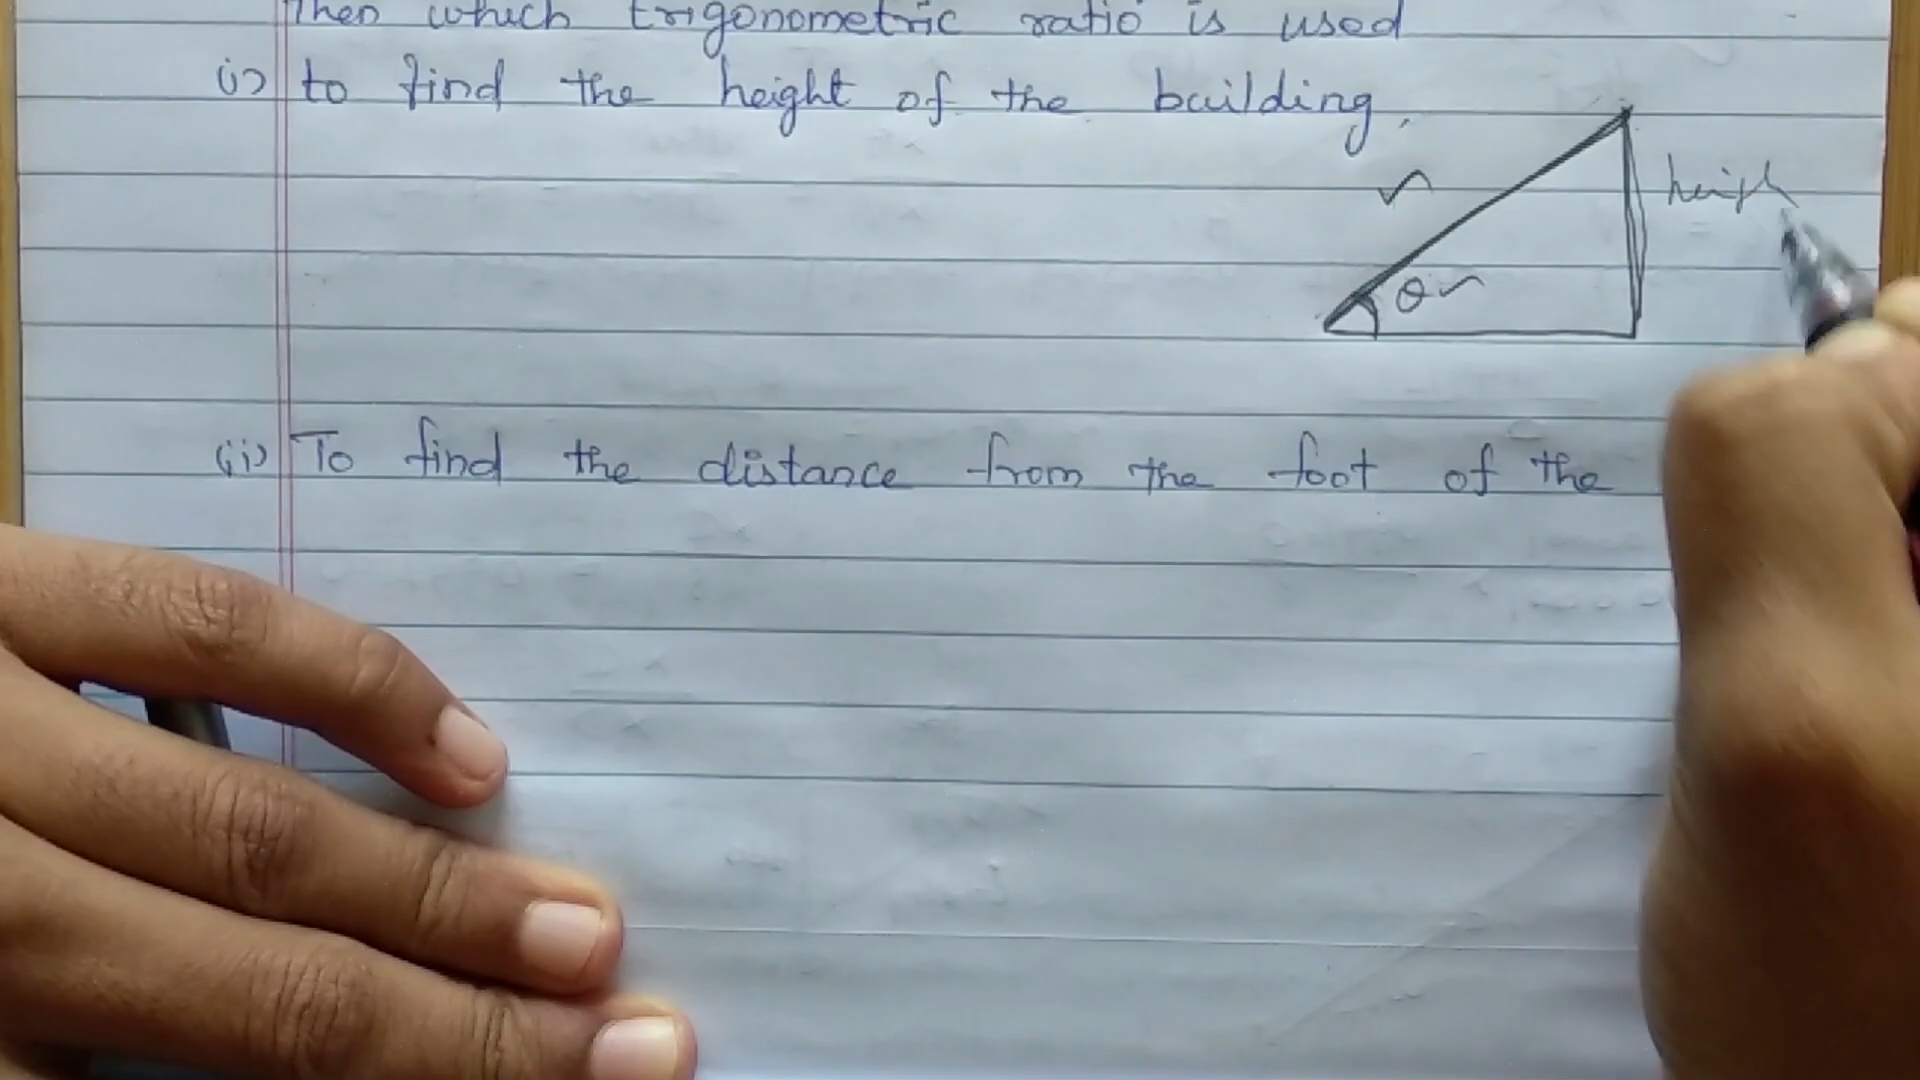 Then which trigonometric ratio is used
(i) to find the height of the building.
heigh
θ
(ii) To find the distance from the foot of the